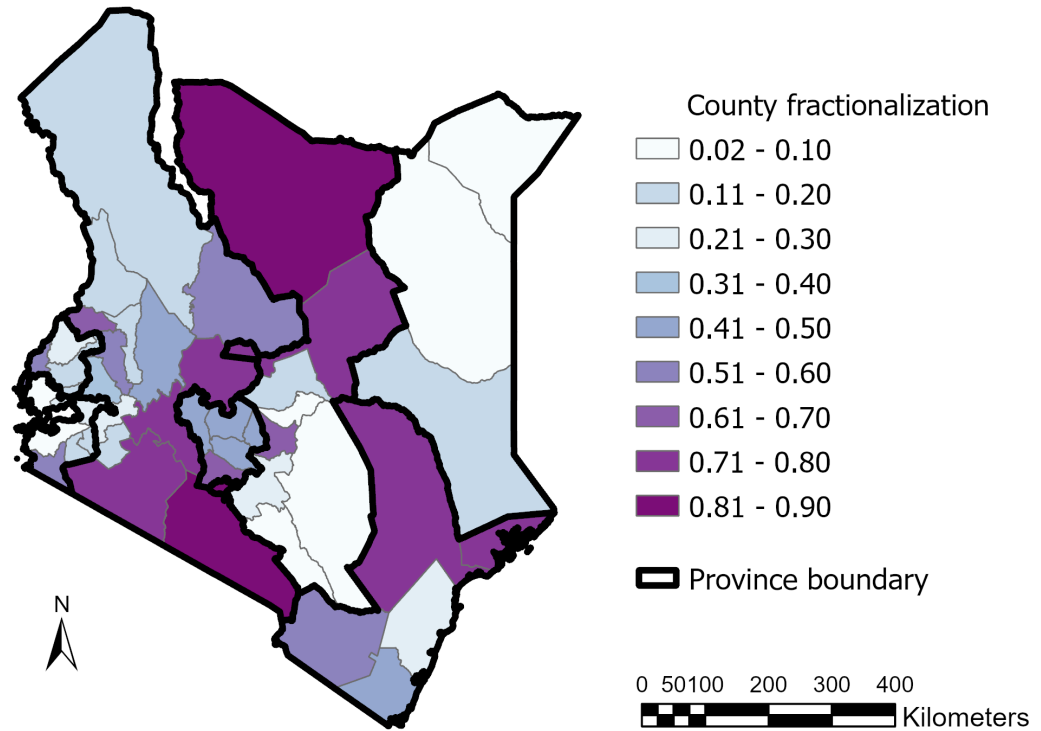 County fractionalization
0.02 - 0.10
0.11 - 0.20
0.21 - 0.30
0.31 - 0.40
0.41 - 0.50
0.51 - 0.60
0.61 - 0.70
0.71 - 0.80
0.81 - 0.90
Province boundary
N
0 50100 200 300 400
Kilometers